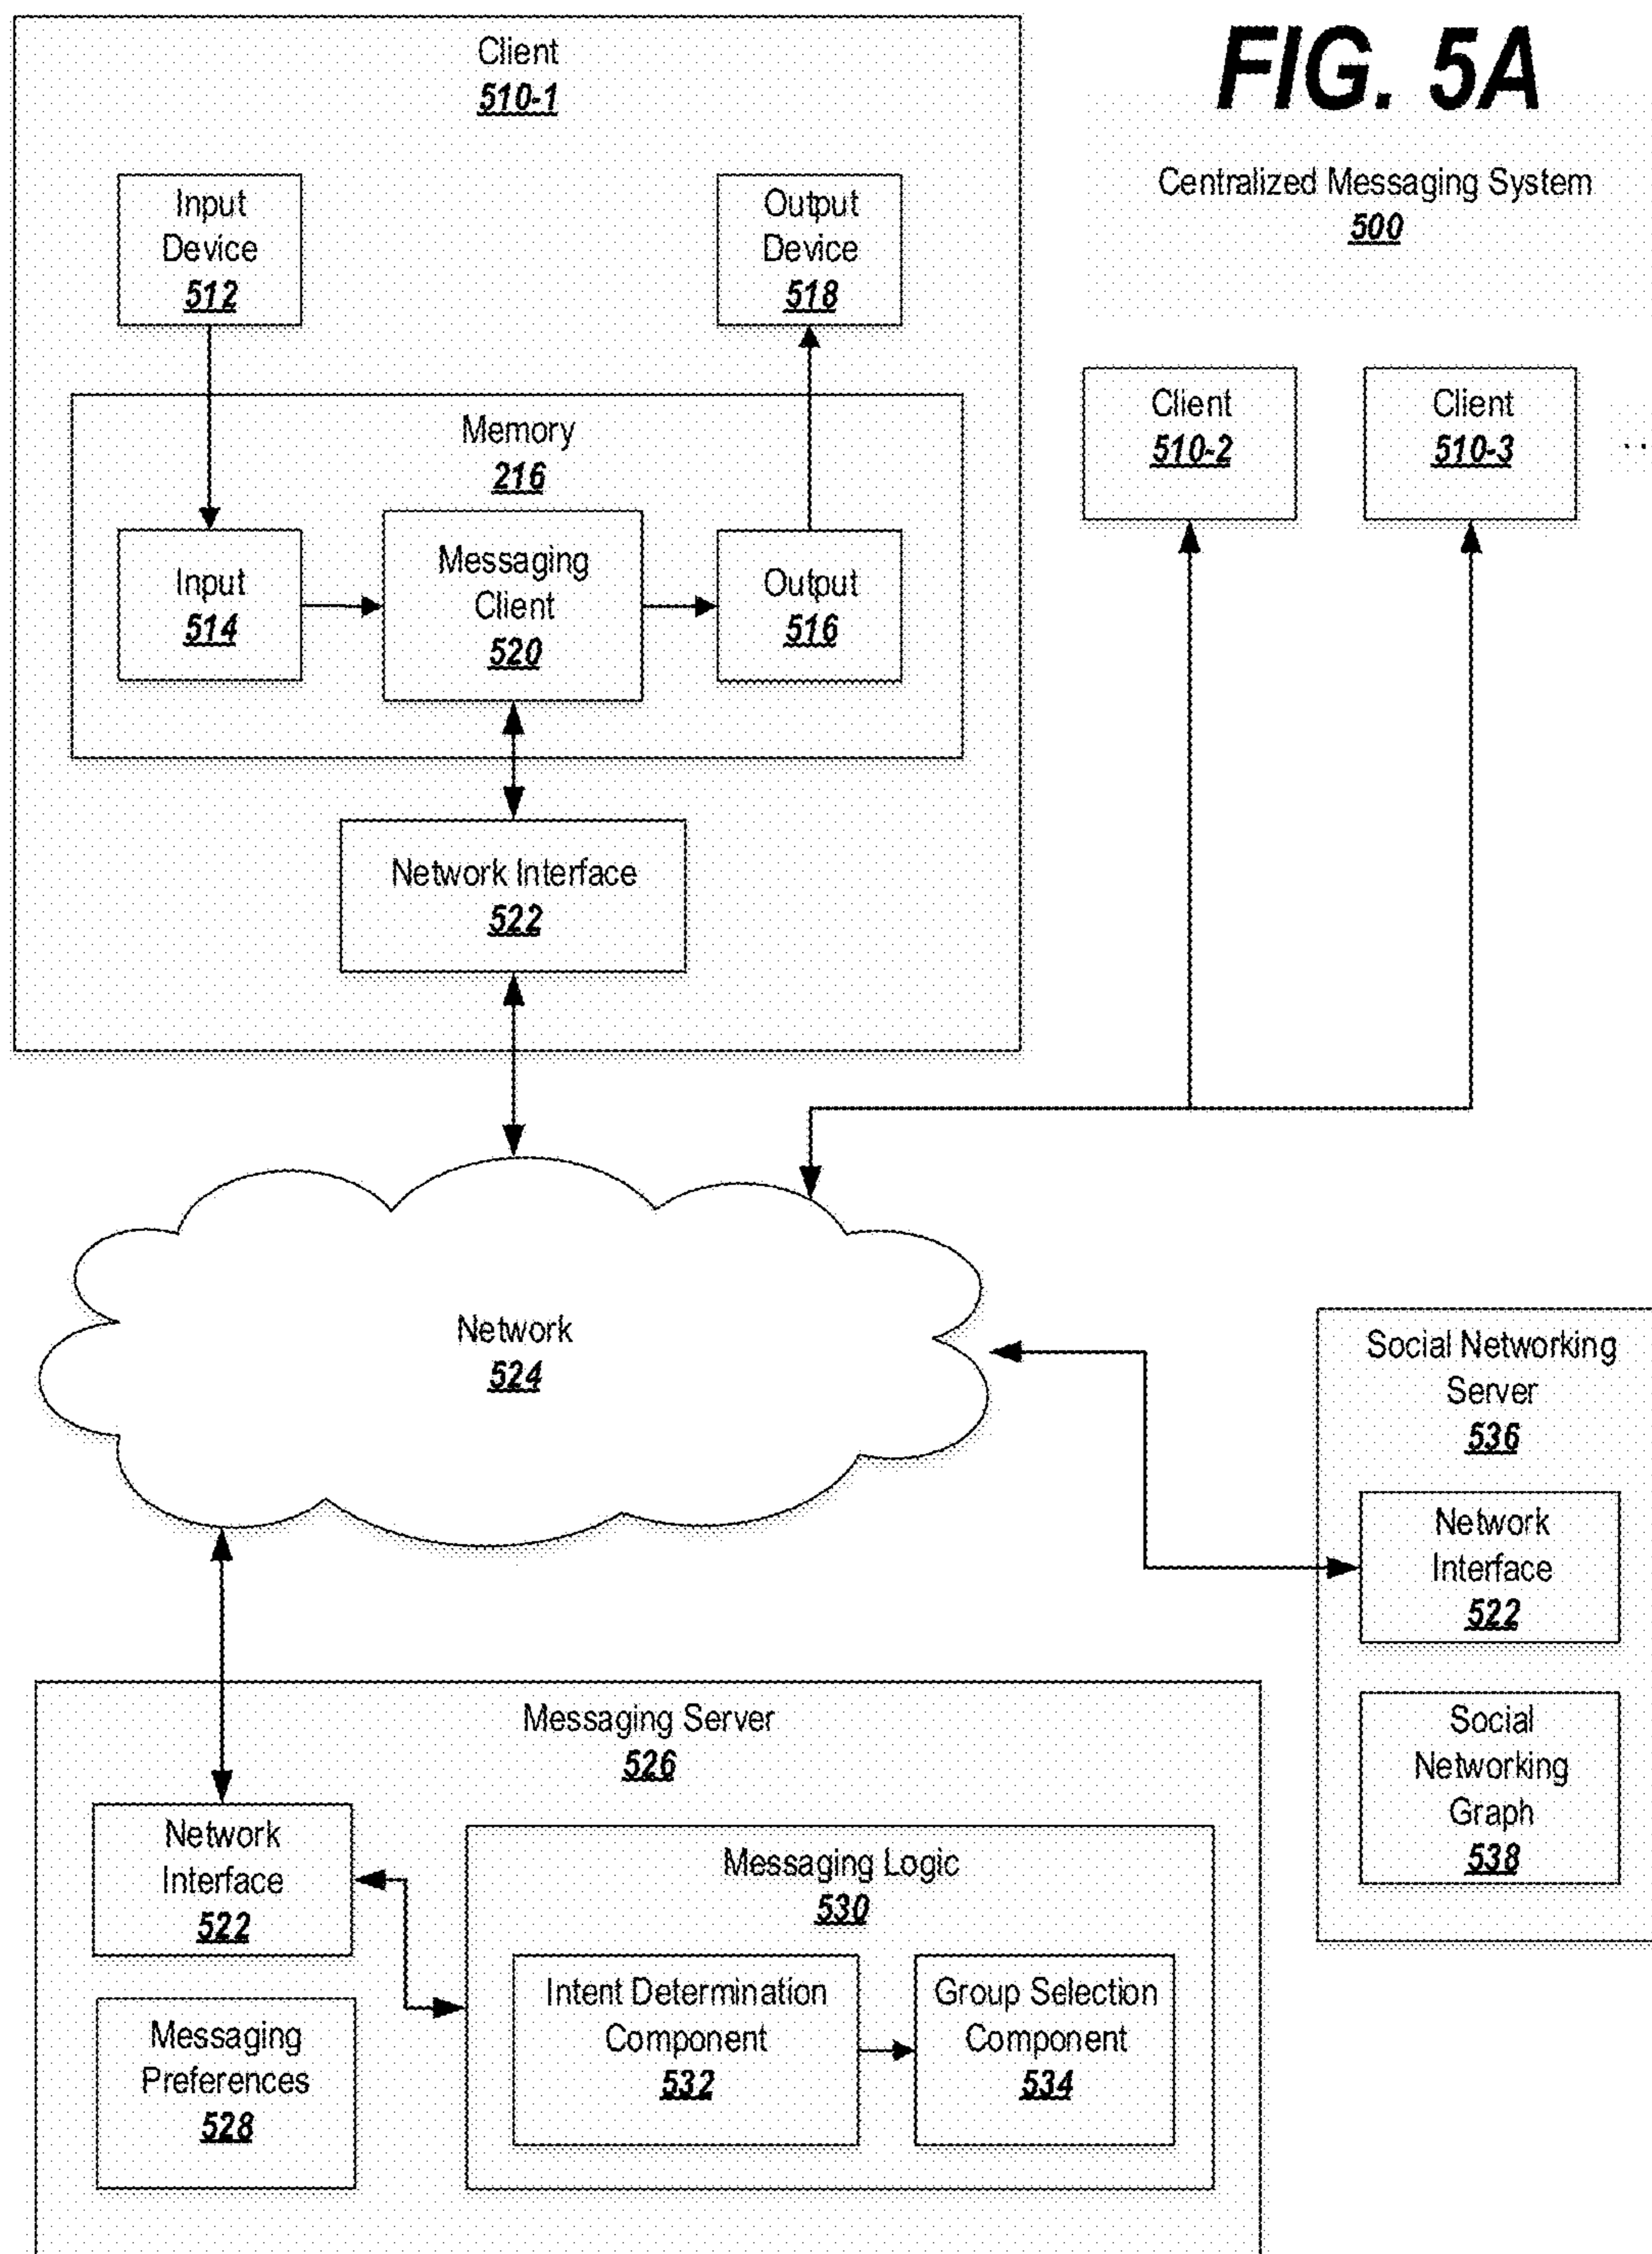 FIG. 5A
Centralized Messaging System
500
Client
510-1
Input
Device
512
Output
Device
518
Memory
216
Input
514
Messaging
Client
520
Output
516
Network Interface
522
Client
510-2
Client
510-3
..
Network
524
Social Networking
Server
536
Network
Interface
522
Social
Networking
Graph
538
Messaging Server
526
Network
Interface
522
Messaging
Preferences
528
Messaging Logic
530
Intent Determination
Component
532
Group Selection
Component
534